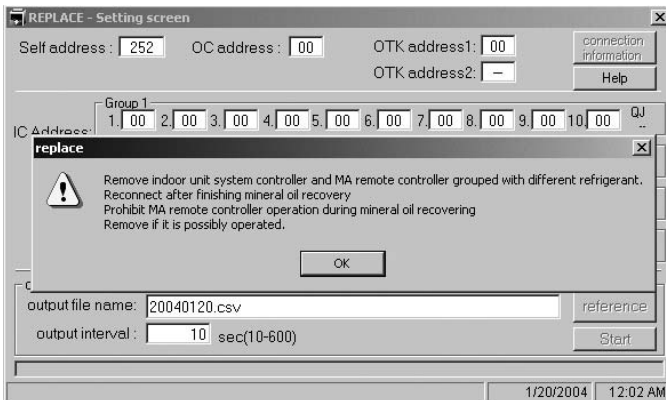 REPLACE - Setting screen
Self address : 252 OC address : 00 OTK address1: 00 connection information
OTK address2: – Help
Group 1
IC Address: 1. 00 2. 00 3. 00 4. 00 5. 00 6. 00 7. 00 8. 00 9. 00 10. 00 QJ
--
replace
Remove indoor unit system controller and MA remote controller grouped with different refrigerant.
Reconnect after finishing mineral oil recovery
Prohibit MA remote controller operation during mineral oil recovering
Remove if it is possibly operated.
OK
output file name: 20040120.csv reference
output interval : 10 sec(10-600) Start
1/20/2004 12:02 AM